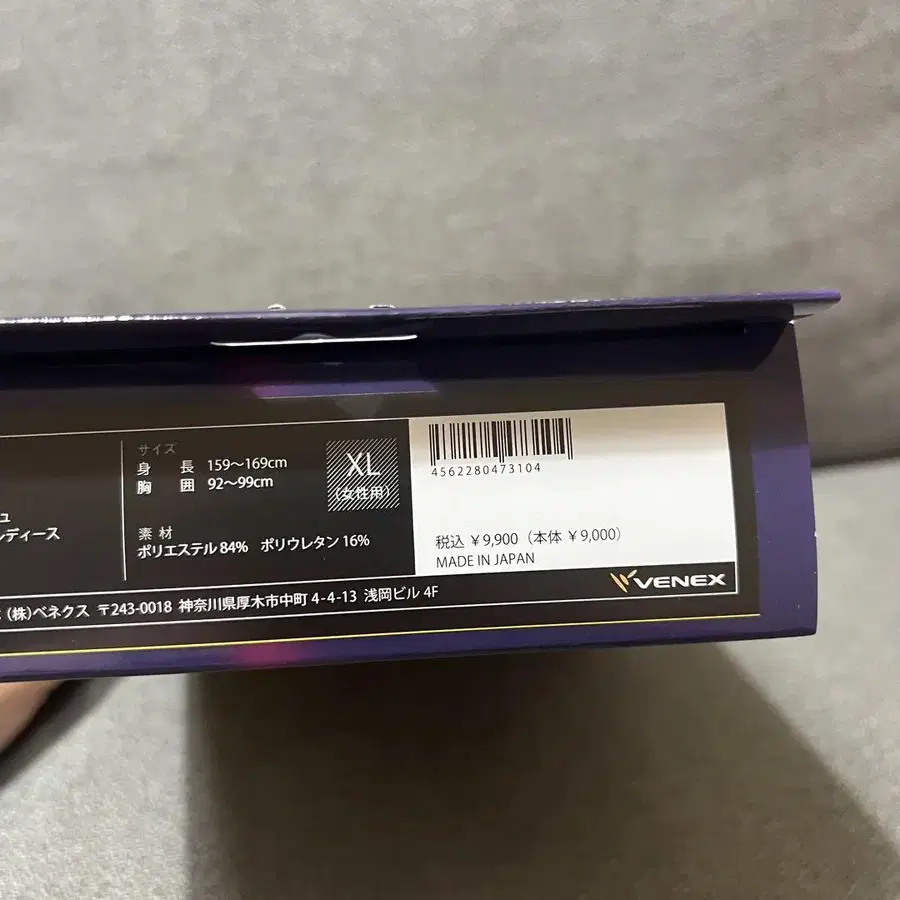 サイズ
身 長 159～169cm
胸 囲 92～99cm
XL
(女性用)
ュ
ディース
素 材
ポリエステル 84% ポリウレタン 16%
4562280473104
税込 ¥9,900（本体 ¥9,000）
MADE IN JAPAN
VENEX
(株)ベネクス 〒243-0018 神奈川県厚木市中町 4-4-13 浅岡ビル 4F